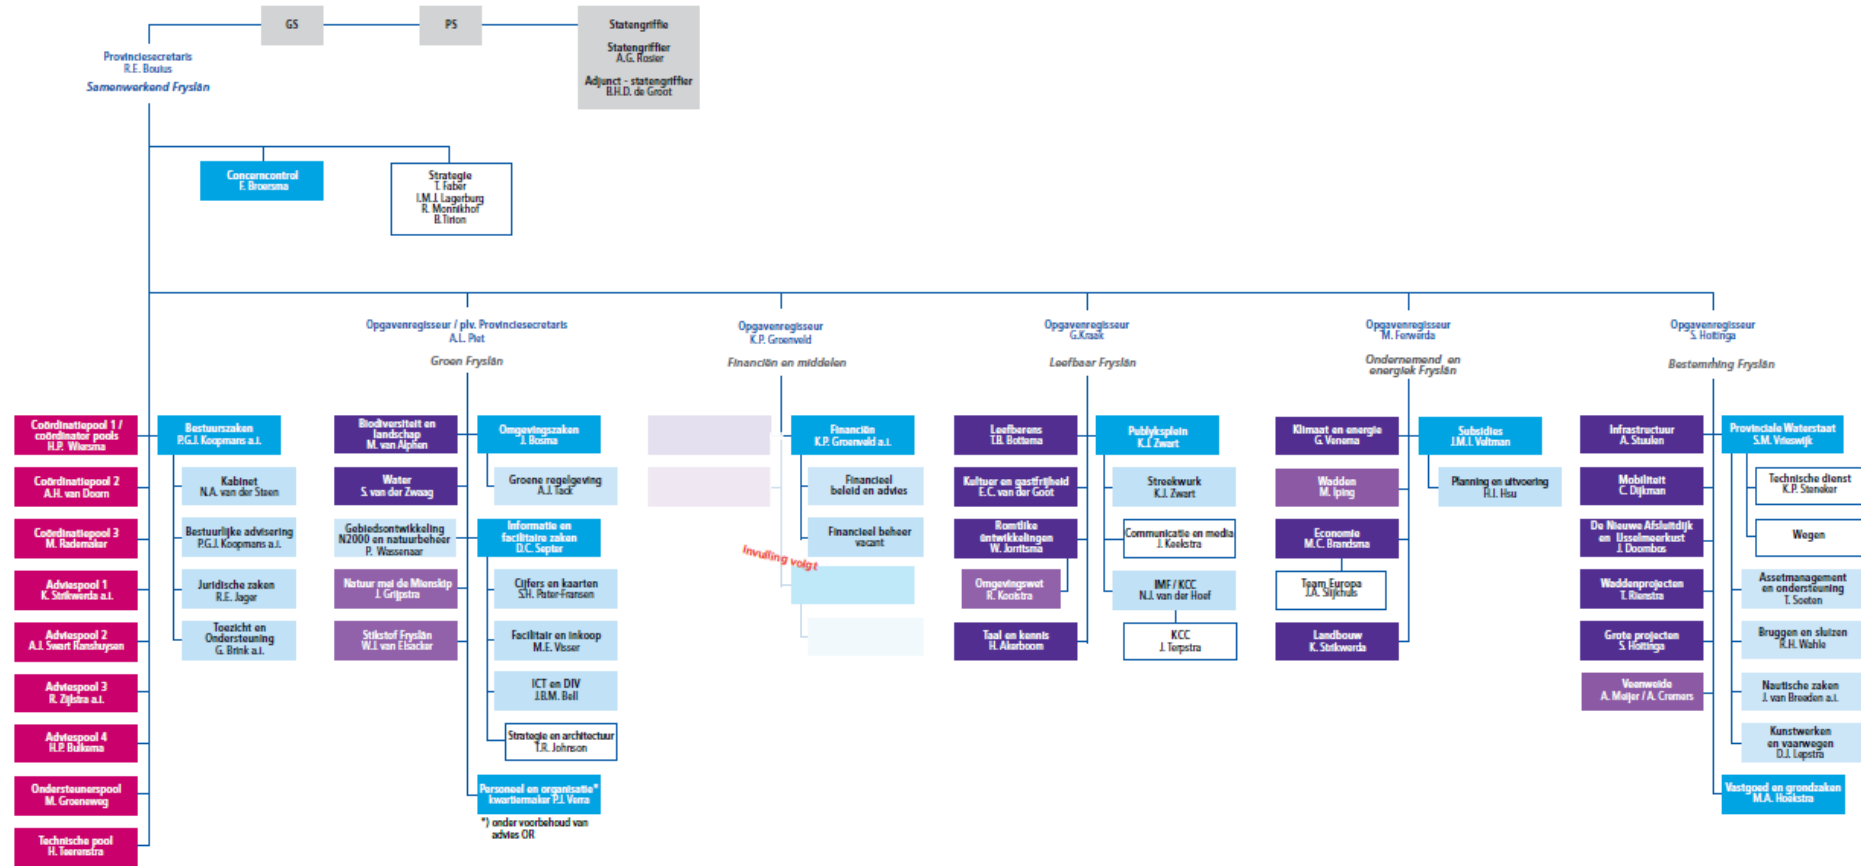 GS
PS
Statengriffie
Statengriffier
A.G. Rosier
Adjunct - statengriffier
B.H.D. de Groot
Provinciesecretaris
R.E. Bouius
Samenwerkend Fryslân
Concerncontrol
F. Broersma
Strategie
T. Faber
I.M.J. Lagerburg
R. Monnikhof
B.Tirion
Opgavenregisseur / plv. Provinciesecretaris
A.L. Piet
Groen Fryslân
Opgavenregisseur
K.P. Groenveld
Financiën en middelen
Opgavenregisseur
G.Kraak
Leefbaar Fryslân
Opgavenregisseur
M. Ferwerda
Ondernemend en
energiek Fryslân
Opgavenregisseur
S. Hoitinga
Bestemming Fryslân
Coördinatiepool 1 /
coördinator pools
H.P. Wiersma
Coördinatiepool 2
A.H. van Doorn
Coördinatiepool 3
M. Rademaker
Adviespool 1
K. Strikwerda a.i.
Adviespool 2
A.J. Swart Ranshuysen
Adviespool 3
R. Zijlstra a.i.
Adviespool 4
H.P. Bulkema
Ondersteunerspool
M. Groeneweg
Technische pool
H. Teerenstra
Bestuurszaken
P.G.J. Koopmans a.i.
Kabinet
N.A. van der Steen
Bestuurlijke advisering
P.G.J. Koopmans a.i.
Juridische zaken
R.E. Jager
Toezicht en
Ondersteuning
G. Brink a.i.
Biodiversiteit en
landschap
M. van Alphen
Water
S. van der Zwaag
Gebiedsontwikkeling
N2000 en natuurbeheer
P. Wassenaar
Natuur mei de Mienskip
J. Grijpstra
Stikstof Fryslân
W.J. van Elsacker
Omgevingszaken
J. Bosma
Groene regelgeving
A.J. Tack
Informatie en
facilitaire zaken
D.C. Septer
Cijfers en kaarten
S.H. Pater-Fransen
Facilitair en inkoop
M.E. Visser
ICT en DIV
J.B.M. Bell
Strategie en architectuur
T.R. Johnson
Personeel en organisatie*
kwartiermaker P.J. Verra
*) onder voorbehoud van
advies OR
Financiën
K.P. Groenveld a.i.
Financieel
beleid en advies
Financieel beheer
vacant
Invulling volgt
Leefberens
T.B. Bottema
Kultuer en gastfrijheid
E.C. van der Goot
Romtlike
ûntwikkelingen
W. Jorritsma
Omgevingswet
R. Kooistra
Taal en kennis
H. Akerboom
Publyksplein
K.J. Zwart
Streekwurk
K.J. Zwart
Communicatie en media
J. Keekstra
IMF / KCC
N.J. van der Hoef
KCC
J. Terpstra
Klimaat en energie
G. Venema
Wadden
M. Iping
Economie
M.C. Brandsma
Team Europa
J.A. Slijkhuis
Landbouw
K. Strikwerda
Subsidies
J.M.I. Veltman
Planning en uitvoering
H.I. Hsu
Infrastructuur
A. Stuulen
Mobiliteit
C. Dijkman
De Nieuwe Afsluitdijk
en IJsselmeerkust
J. Doornbos
Waddenprojecten
T. Rienstra
Grote projecten
S. Hoitinga
Veenweide
A. Meijer / A. Cremers
Provinciale Waterstaat
S.M. Vrieswijk
Technische dienst
K.P. Steneker
Wegen
Assetmanagement
en ondersteuning
T. Soeten
Bruggen en sluizen
R.H. Wahle
Nautische zaken
J. van Breeden a.i.
Kunstwerken
en vaarwegen
D.J. Lepstra
Vastgoed en grondzaken
M.A. Hoekstra